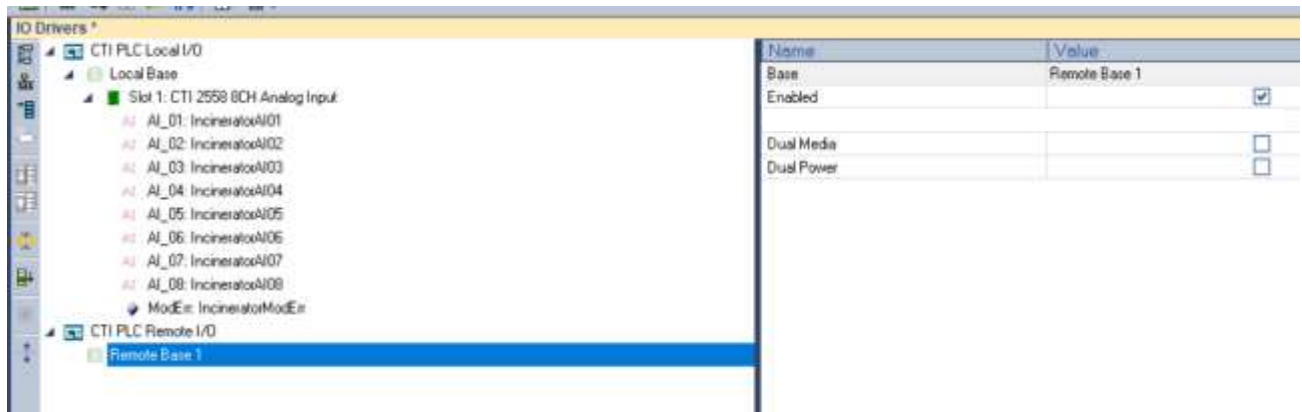 IO Drivers *
CTI PLC Local I/O
Local Base
Slot 1: CTI 2558 8CH Analog Input
AI_01: IncineratorAI01
AI_02: IncineratorAI02
AI_03: IncineratorAI03
AI_04: IncineratorAI04
AI_05: IncineratorAI05
AI_06: IncineratorAI06
AI_07: IncineratorAI07
AI_08: IncineratorAI08
ModErr: IncineratorModErr
CTI PLC Remote I/O
Remote Base 1
Name Value
Base Remote Base 1
Enabled
Dual Media
Dual Power